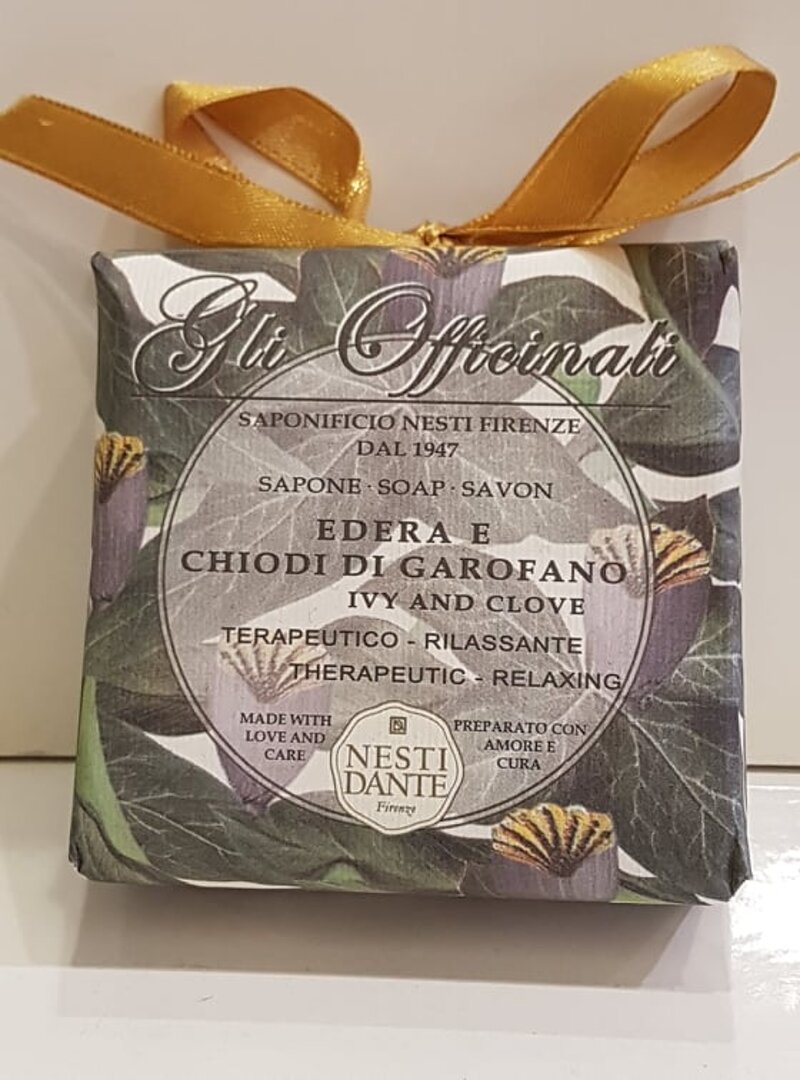 Gli Officinali
SAPONIFICIO NESTI FIRENZE
DAL 1947
SAPONE · SOAP · SAVON
EDERA E
CHIODI DI GAROFANO
IVY AND CLOVE
TERAPEUTICO - RILASSANTE
THERAPEUTIC - RELAXING
MADE WITH
LOVE AND
CARE
PREPARATO CON
AMORE E
CURA
NESTI
DANTE
Firenze